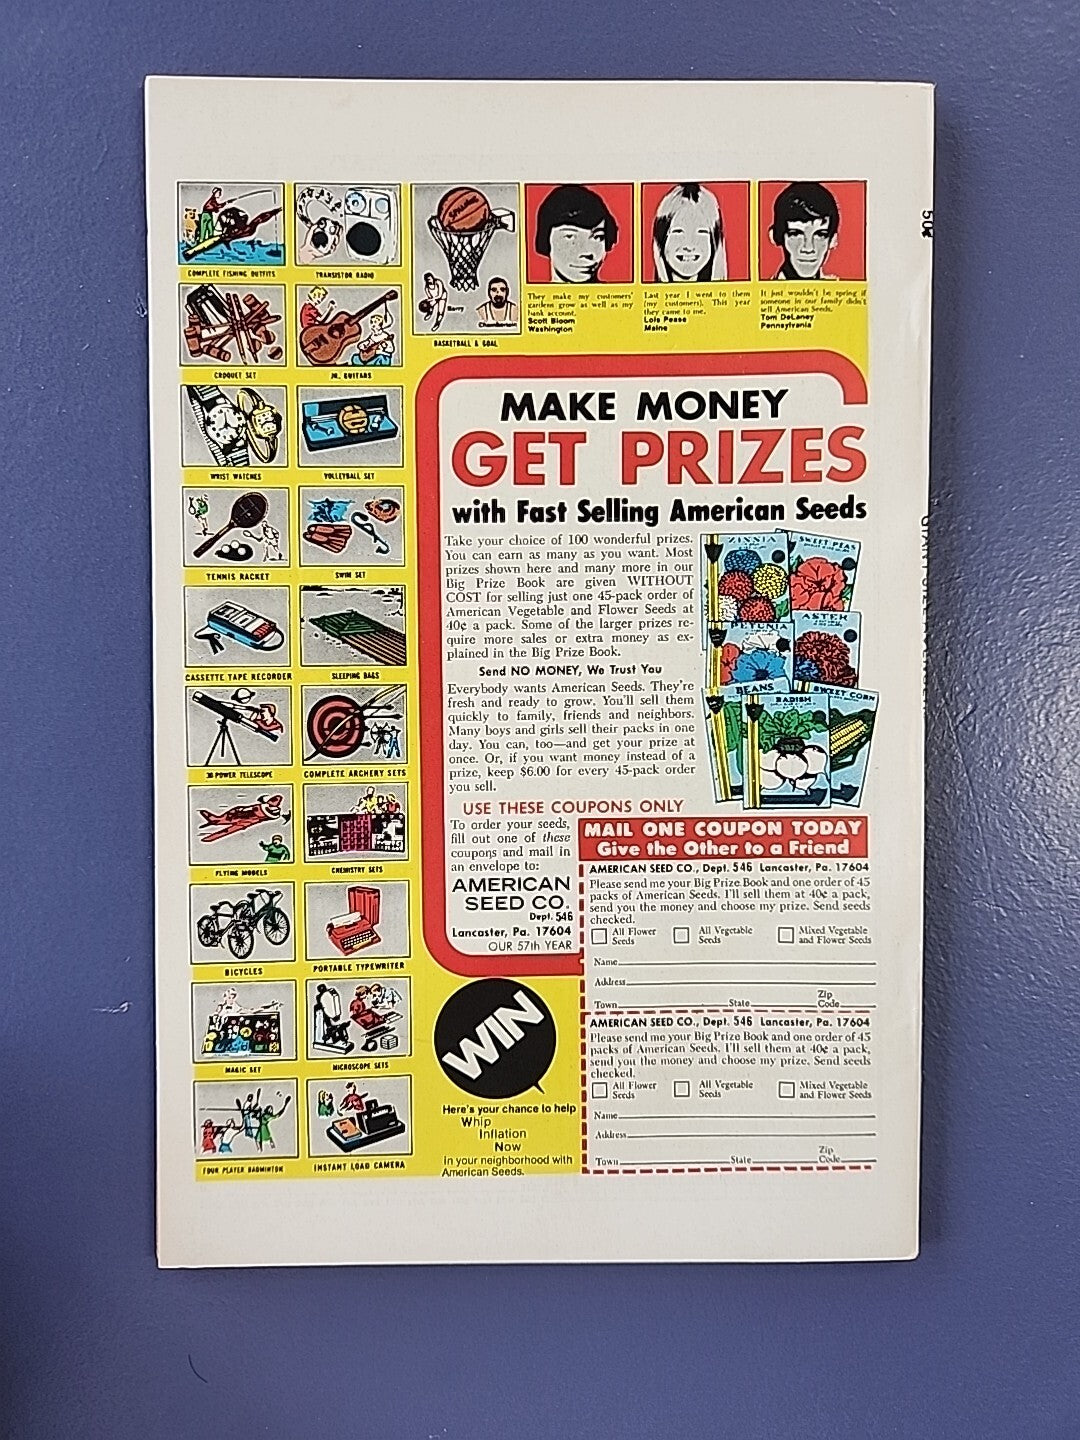 COMPLETE FISHING OUTFITS
TRANSISTOR RADIO
CROQUET SET
JR. GUITARS
WRIST WATCHES
VOLLEYBALL SET
TENNIS RACKET
SWIM SET
CASSETTE TAPE RECORDER
SLEEPING BAGS
30 POWER TELESCOPE
COMPLETE ARCHERY SETS
FLYING MODELS
CHEMISTRY SETS
BICYCLES
PORTABLE TYPEWRITER
MAGIC SET
MICROSCOPE SETS
FOUR PLAYER BADMINTON
INSTANT LOAD CAMERA
SPALDING
Barry
Chamberlain
BASKETBALL & GOAL
They make my customers'
gardens grow as well as my
bank account.
Scott Bloom
Washington
Last year I went to them
(my customers). This year
they came to me.
Lois Pease
Maine
It just wouldn't be spring if
someone in our family didn't
sell American Seeds.
Tom DeLaney
Pennsylvania
50¢
MAKE MONEY
GET PRIZES
with Fast Selling American Seeds
Take your choice of 100 wonderful prizes.
You can earn as many as you want. Most
prizes shown here and many more in our
Big Prize Book are given WITHOUT
COST for selling just one 45-pack order of
American Vegetable and Flower Seeds at
40¢ a pack. Some of the larger prizes re-
quire more sales or extra money as ex-
plained in the Big Prize Book.
Send NO MONEY, We Trust You
Everybody wants American Seeds. They're
fresh and ready to grow. You'll sell them
quickly to family, friends and neighbors.
Many boys and girls sell their packs in one
day. You can, too—and get your prize at
once. Or, if you want money instead of a
prize, keep $6.00 for every 45-pack order
you sell.
ZINNIA
SWEET PEAS
PETUNIA
ASTER
BEANS
RADISH
SWEET CORN
USE THESE COUPONS ONLY
To order your seeds,
fill out one of these
coupons and mail in
an envelope to:
AMERICAN
SEED CO.
Dept. 546
Lancaster, Pa. 17604
OUR 57th YEAR
MAIL ONE COUPON TODAY
Give the Other to a Friend
AMERICAN SEED CO., Dept. 546 Lancaster, Pa. 17604
Please send me your Big Prize Book and one order of 45
packs of American Seeds. I'll sell them at 40¢ a pack,
send you the money and choose my prize. Send seeds
checked.
All Flower Seeds All Vegetable Seeds Mixed Vegetable and Flower Seeds
Name
Address
Town State Zip Code
AMERICAN SEED CO., Dept. 546 Lancaster, Pa. 17604
Please send me your Big Prize Book and one order of 45
packs of American Seeds. I'll sell them at 40¢ a pack,
send you the money and choose my prize. Send seeds
checked.
All Flower Seeds All Vegetable Seeds Mixed Vegetable and Flower Seeds
Name
Address
Town State Zip Code
WIN
Here's your chance to help
Whip
Inflation
Now
in your neighborhood with
American Seeds.